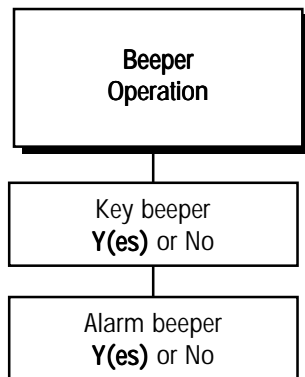 Beeper
Operation
Key beeper
Y(es) or No
Alarm beeper
Y(es) or No